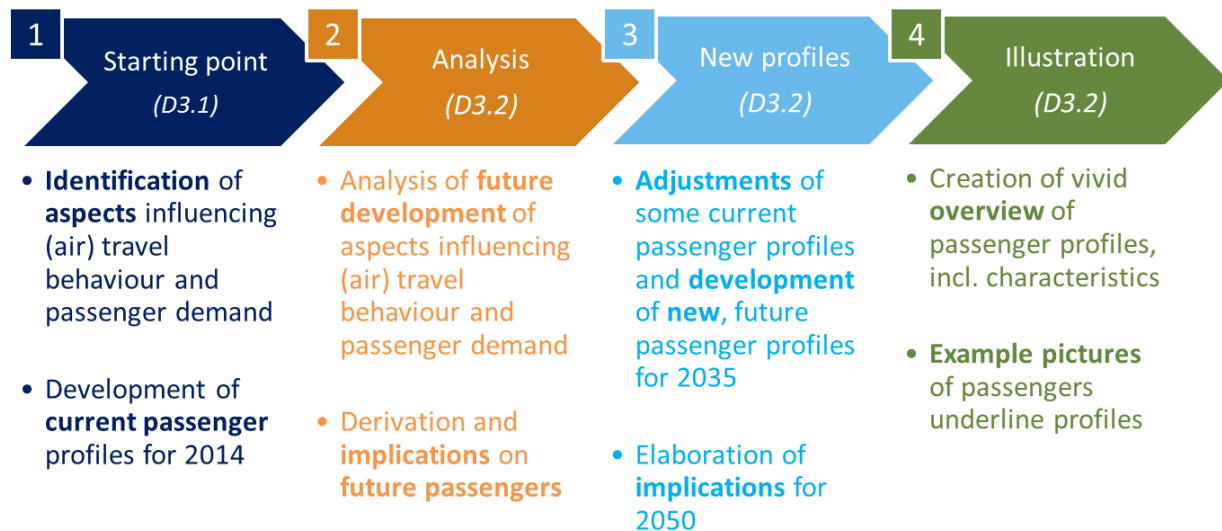 1
Starting point
(D3.1)
• Identification of
aspects influencing
(air) travel
behaviour and
passenger demand
• Development of
current passenger
profiles for 2014
2
Analysis
(D3.2)
• Analysis of future
development of
aspects influencing
(air) travel
behaviour and
passenger demand
• Derivation and
implications on
future passengers
3
New profiles
(D3.2)
• Adjustments of
some current
passenger profiles
and development
of new, future
passenger profiles
for 2035
• Elaboration of
implications for
2050
4
Illustration
(D3.2)
• Creation of vivid
overview of
passenger profiles,
incl. characteristics
• Example pictures
of passengers
underline profiles